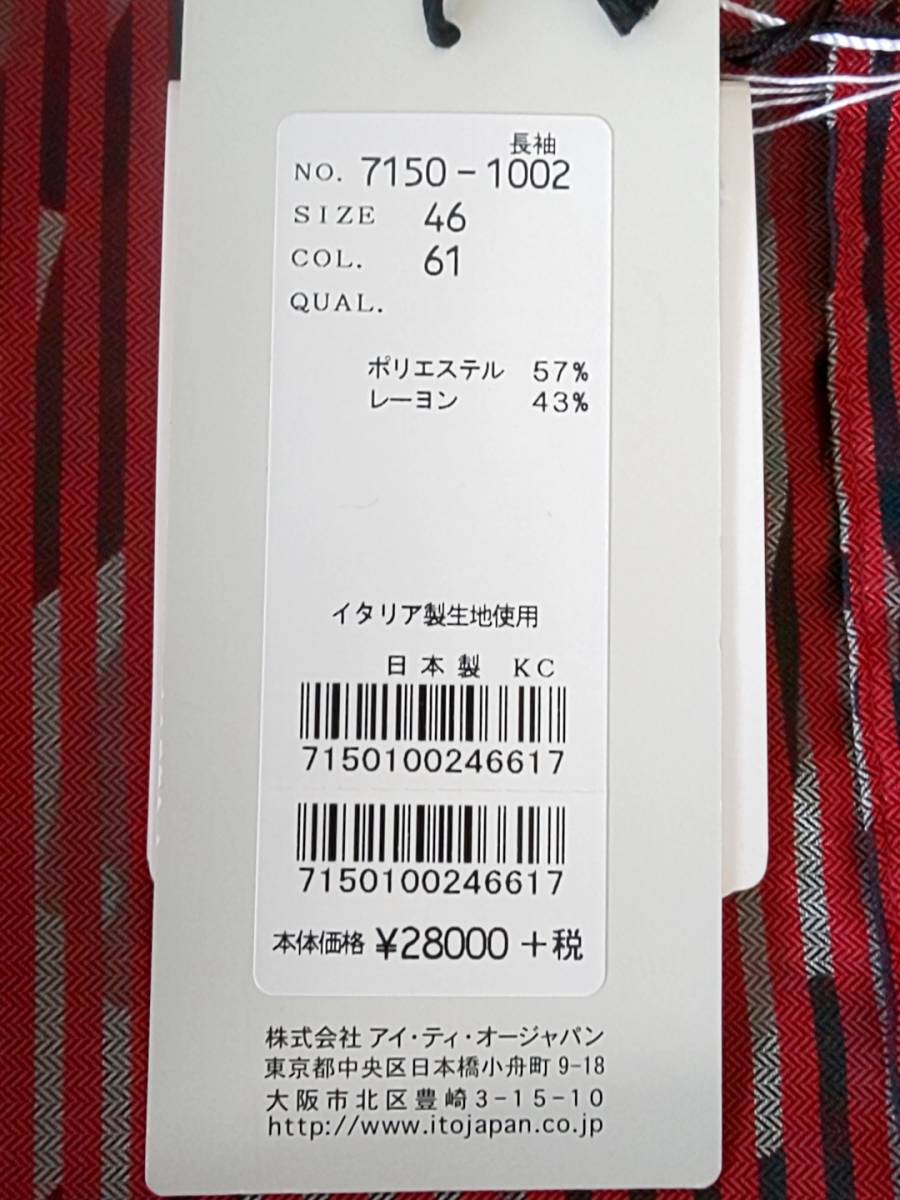 長袖
NO. 7150-1002
SIZE 46
COL. 61
QUAL.
ポリエステル 57%
レーヨン 43%
イタリア製生地使用
日本製 KC
7150100246617
7150100246617
本体価格 ¥28000 +税
株式会社 アイ・ティ・オージャパン
東京都中央区日本橋小舟町 9-18
大阪市北区豊崎3-15-10
http://www.itojapan.co.jp